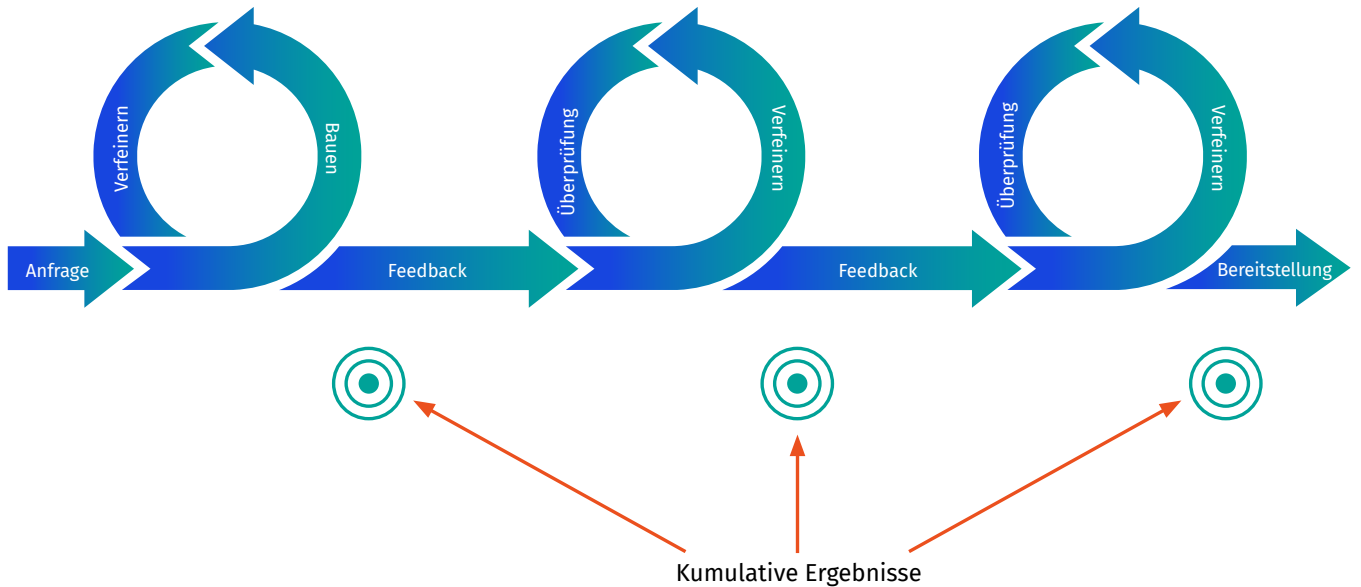 Verfeinern
Bauen
Überprüfung
Verfeinern
Überprüfung
Verfeinern
Anfrage
Feedback
Feedback
Bereitstellung
Kumulative Ergebnisse